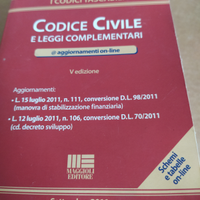 I CODICI TASCABILI
CODICE CIVILE
E LEGGI COMPLEMENTARI
@ aggiornamenti on-line
V edizione
Aggiornamenti:
• L. 15 luglio 2011, n. 111, conversione D.L. 98/2011
(manovra di stabilizzazione finanziaria)
• L. 12 luglio 2011, n. 106, conversione D.L. 70/2011
(cd. decreto sviluppo)
Schemi
e tabelle
on-line
MAGGIOLI
EDITORE